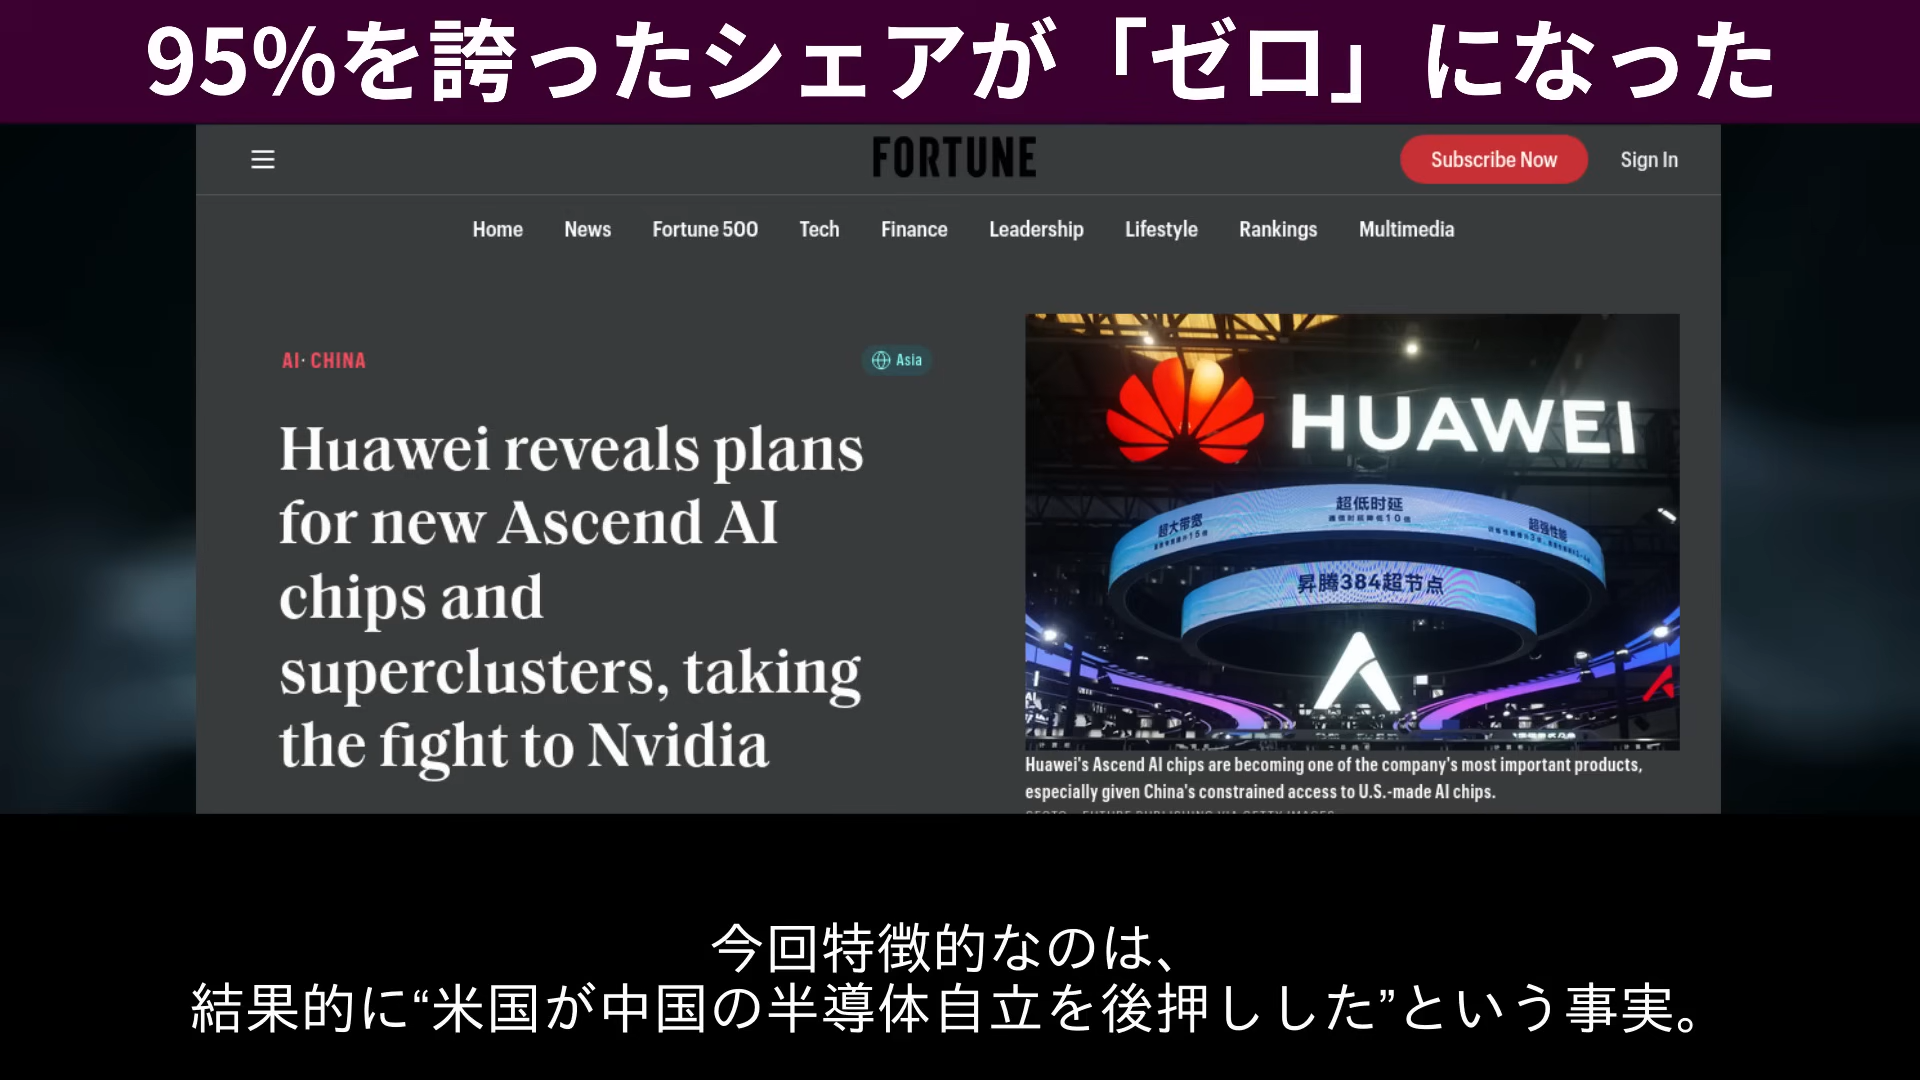 95%を誇ったシェアが「ゼロ」になった
FORTUNE
Subscribe Now
Sign In
Home News Fortune 500 Tech Finance Leadership Lifestyle Rankings Multimedia
AI· CHINA
Asia
Huawei reveals plans
for new Ascend AI
chips and
superclusters, taking
the fight to Nvidia
HUAWEI
超低时延
超大带宽
超强性能
昇腾384超节点
Huawei's Ascend AI chips are becoming one of the company's most important products,
especially given China's constrained access to U.S.-made AI chips.
今回特徴的なのは、
結果的に“米国が中国の半導体自立を後押しした”という事実。